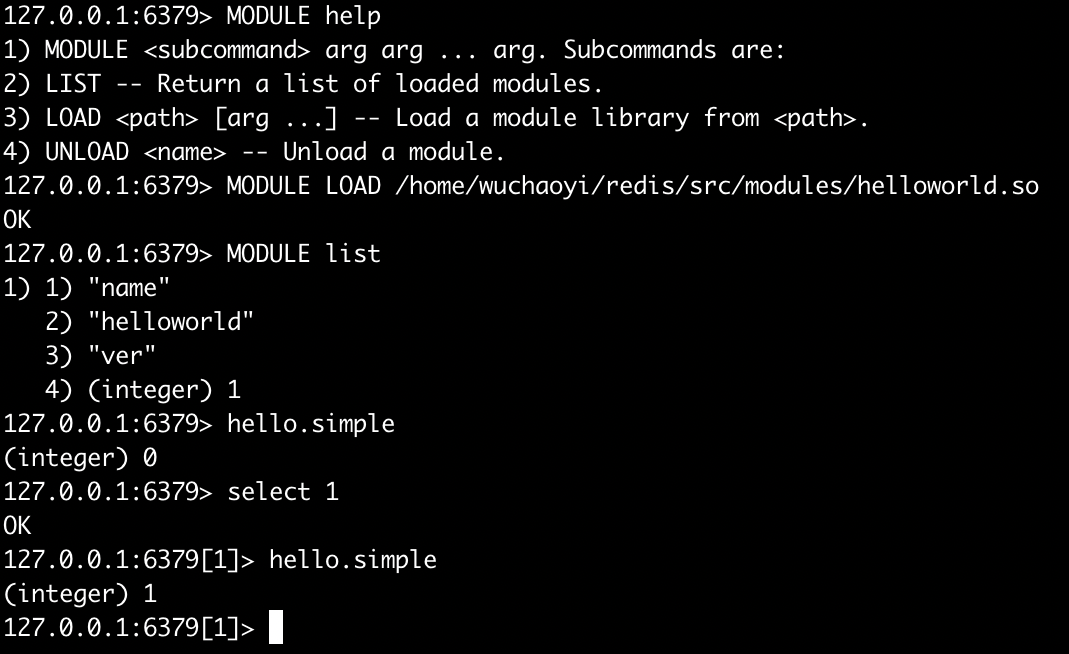 127.0.0.1:6379> MODULE help
1) MODULE <subcommand> arg arg ... arg. Subcommands are:
2) LIST -- Return a list of loaded modules.
3) LOAD <path> [arg ...] -- Load a module library from <path>.
4) UNLOAD <name> -- Unload a module.
127.0.0.1:6379> MODULE LOAD /home/wuchaoyi/redis/src/modules/helloworld.so
OK
127.0.0.1:6379> MODULE list
1) 1) "name"
   2) "helloworld"
   3) "ver"
   4) (integer) 1
127.0.0.1:6379> hello.simple
(integer) 0
127.0.0.1:6379> select 1
OK
127.0.0.1:6379[1]> hello.simple
(integer) 1
127.0.0.1:6379[1]>